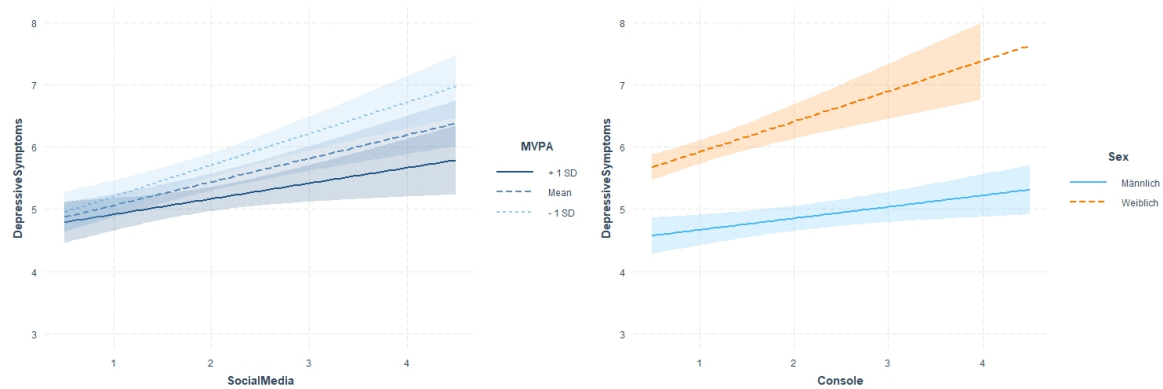 8
7
6
5
4
3
DepressiveSymptoms
1 2 3 4
SocialMedia
MVPA
+ 1 SD
Mean
- 1 SD
8
7
6
5
4
3
DepressiveSymptoms
1 2 3 4
Console
Sex
Männlich
Weiblich